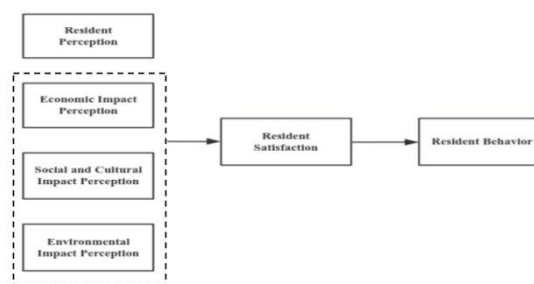 Resident
Perception
Economic Impact
Perception
Social and Cultural
Impact Perception
Environmental
Impact Perception
Resident
Satisfaction
Resident Behavior